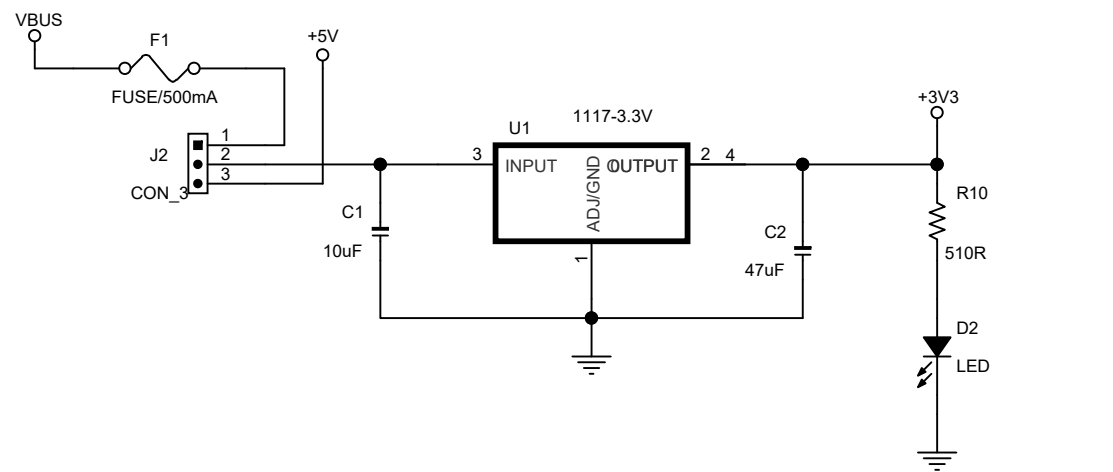 VBUS
F1
FUSE/500mA
+5V
J2
CON_3
1
2
3
C1
10uF
U1
1117-3.3V
3
INPUT
ADJ/GND
OUTPUT
2
4
1
C2
47uF
+3V3
R10
510R
D2
LED